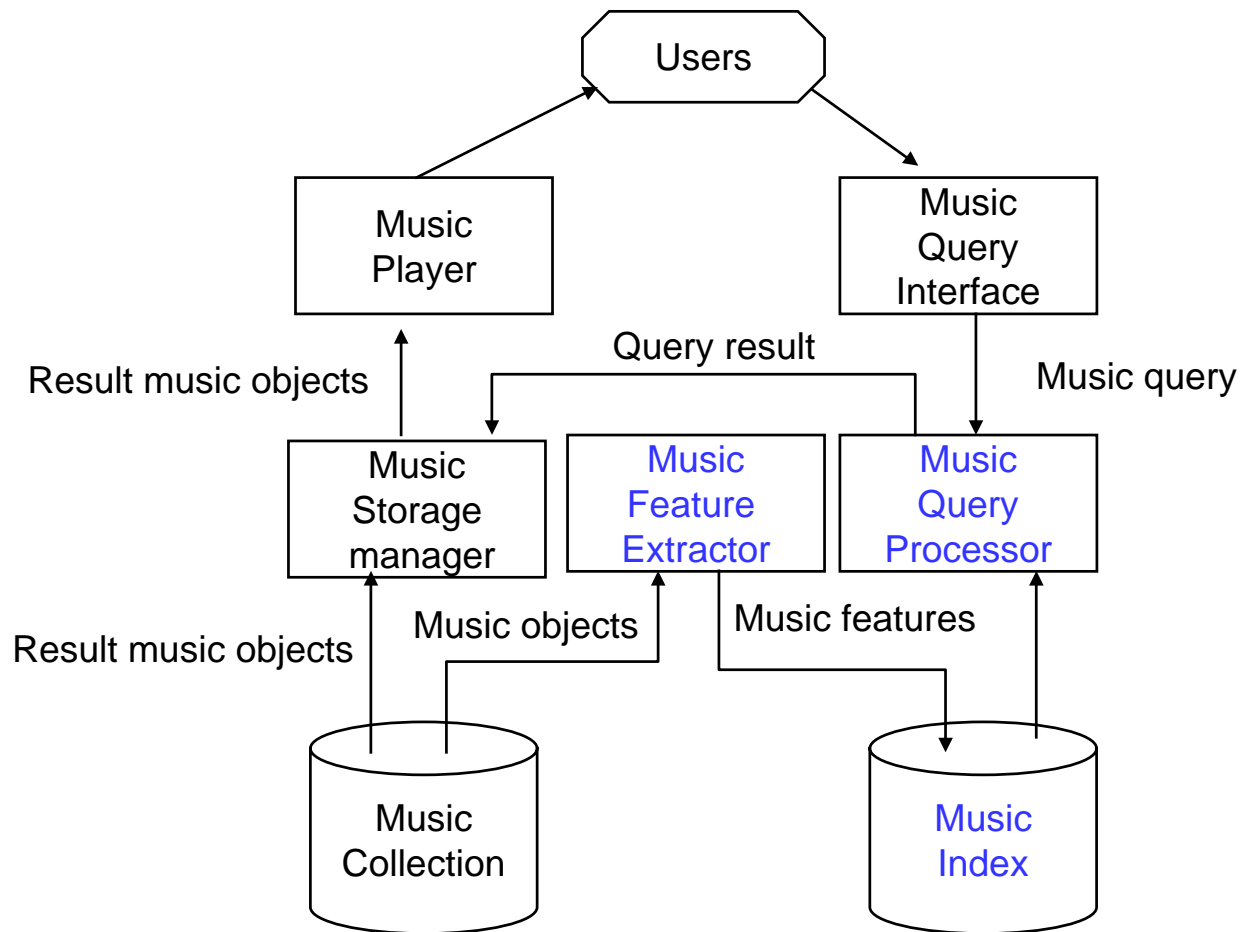 Users
Music
Player
Music
Query
Interface
Query result
Result music objects
Music query
Music
Storage
manager
Music
Feature
Extractor
Music
Query
Processor
Music objects
Music features
Result music objects
Music
Collection
Music
Index